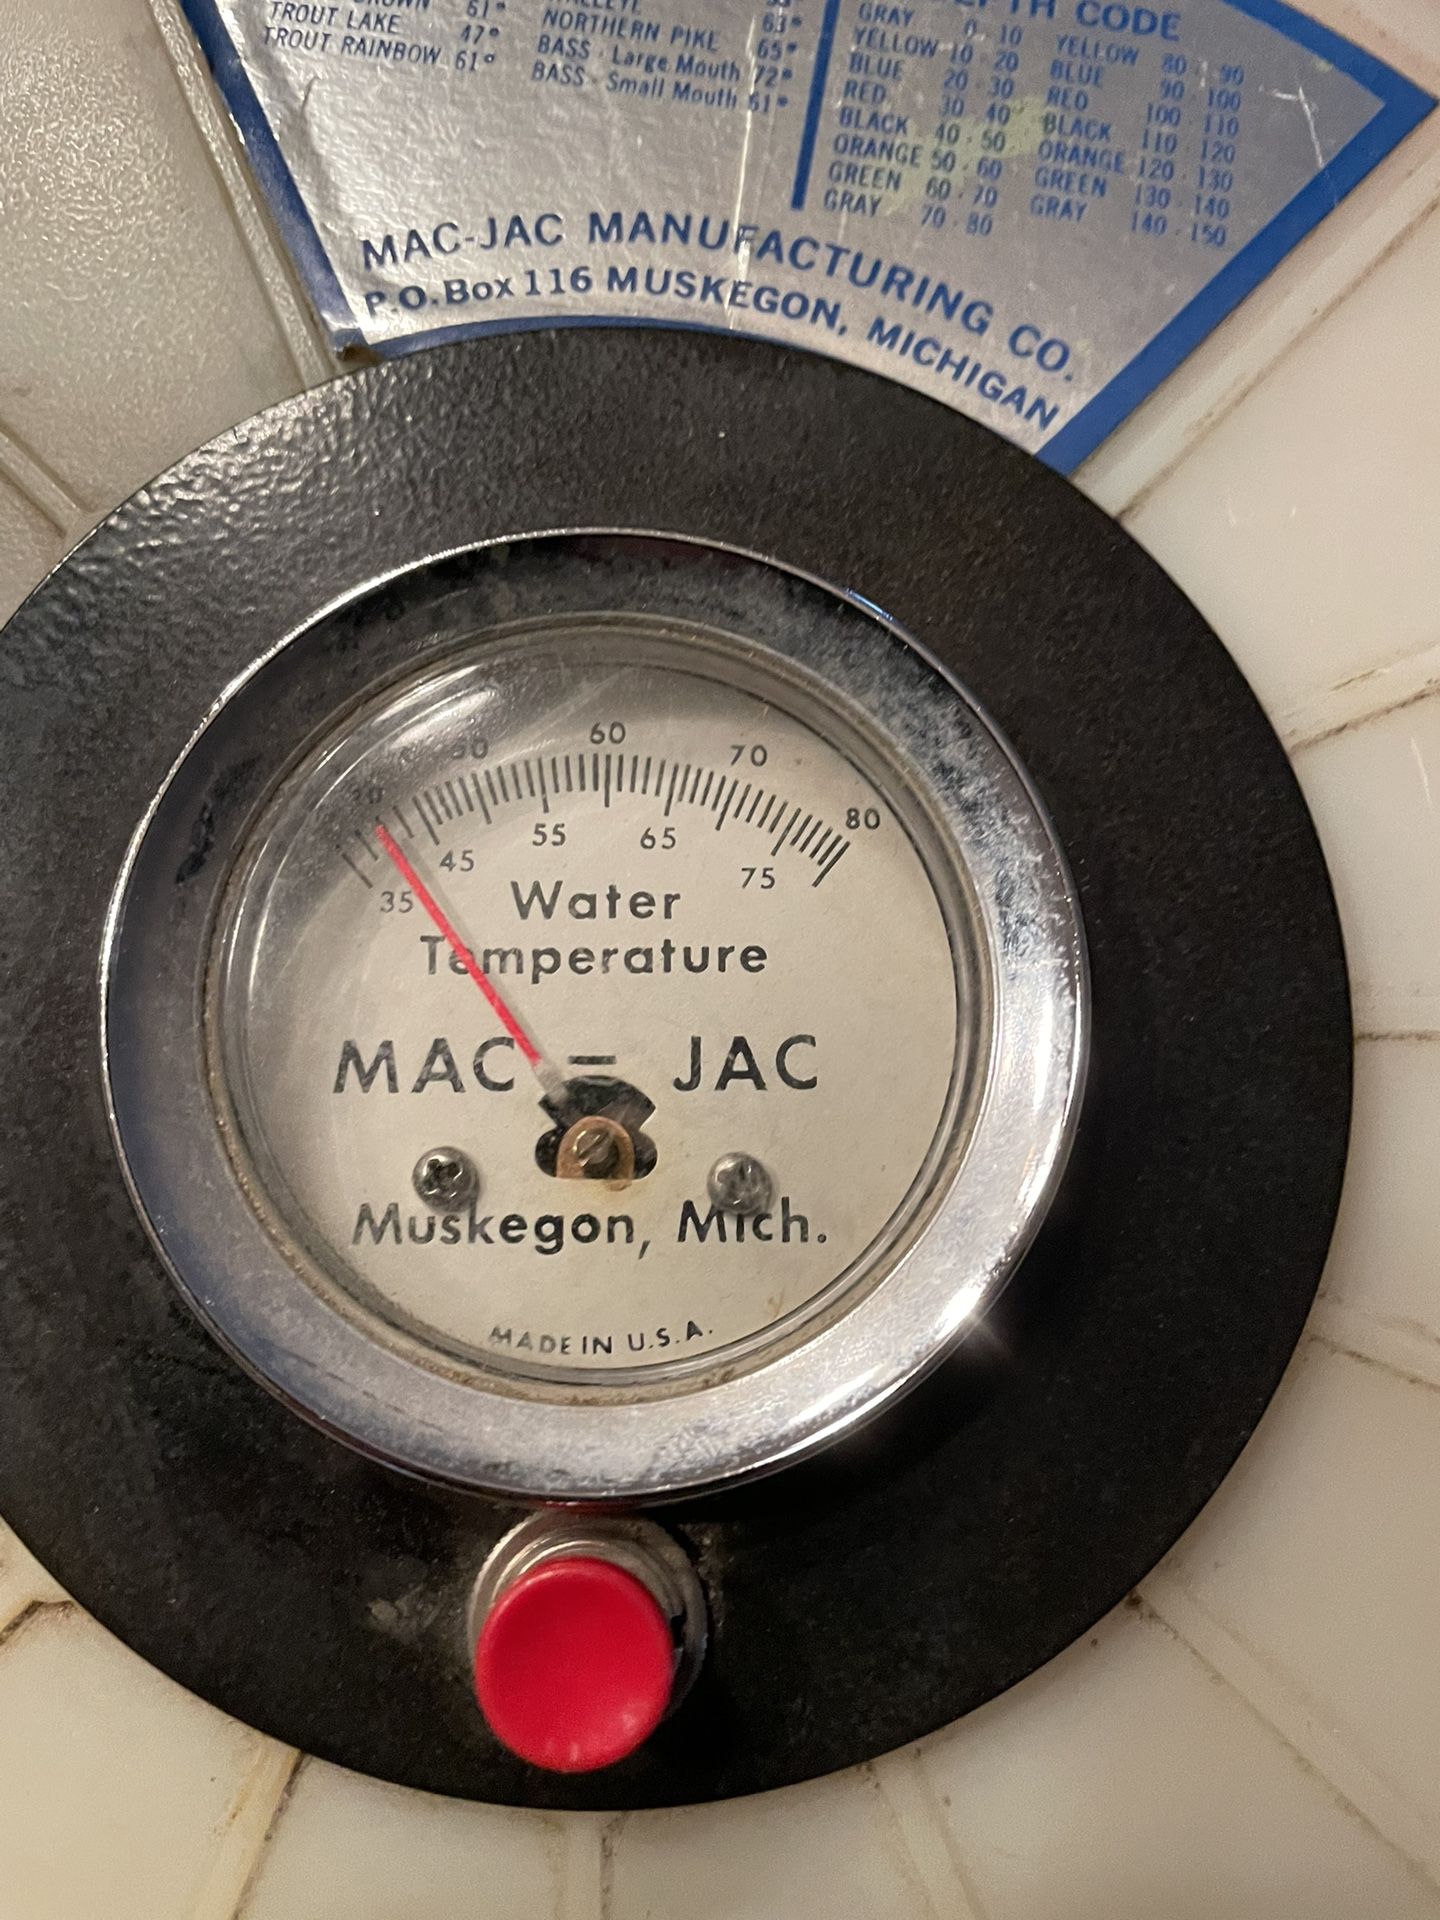 61°
TROUT LAKE 47°
TROUT RAINBOW 61°
NORTHERN PIKE 63°
65°
BASS - Large Mouth 72°
BASS - Small Mouth 61°
DEPTH CODE
GRAY 0 - 10 YELLOW 80 - 90
YELLOW 10 - 20 BLUE 90 - 100
BLUE 20 - 30 RED 100 - 110
RED 30 - 40 BLACK 110 - 120
BLACK 40 - 50 ORANGE 120 - 130
ORANGE 50 - 60 GREEN 130 - 140
GREEN 60 - 70 GRAY 140 - 150
GRAY 70 - 80
MAC-JAC MANUFACTURING CO.
P.O. Box 116 MUSKEGON, MICHIGAN
50 60 70 80
35 45 55 65 75
Water
Temperature
MAC – JAC
Muskegon, Mich.
MADE IN U.S.A.